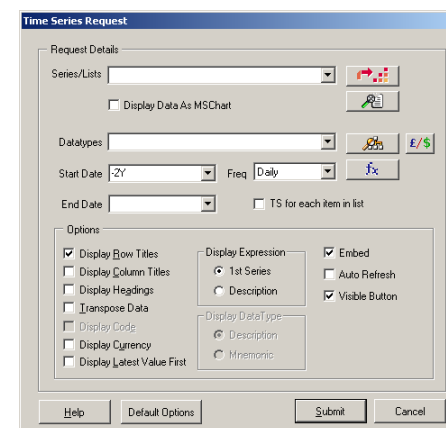 Time Series Request
Request Details
Series/Lists
Display Data As MSChart
Datatypes
£/$
Start Date -2Y Freq Daily fx
End Date TS for each item in list
Options
Display Row Titles
Display Column Titles
Display Headings
Transpose Data
Display Code
Display Currency
Display Latest Value First
Display Expression
1st Series
Description
Display DataType
Description
Mnemonic
Embed
Auto Refresh
Visible Button
Help Default Options Submit Cancel